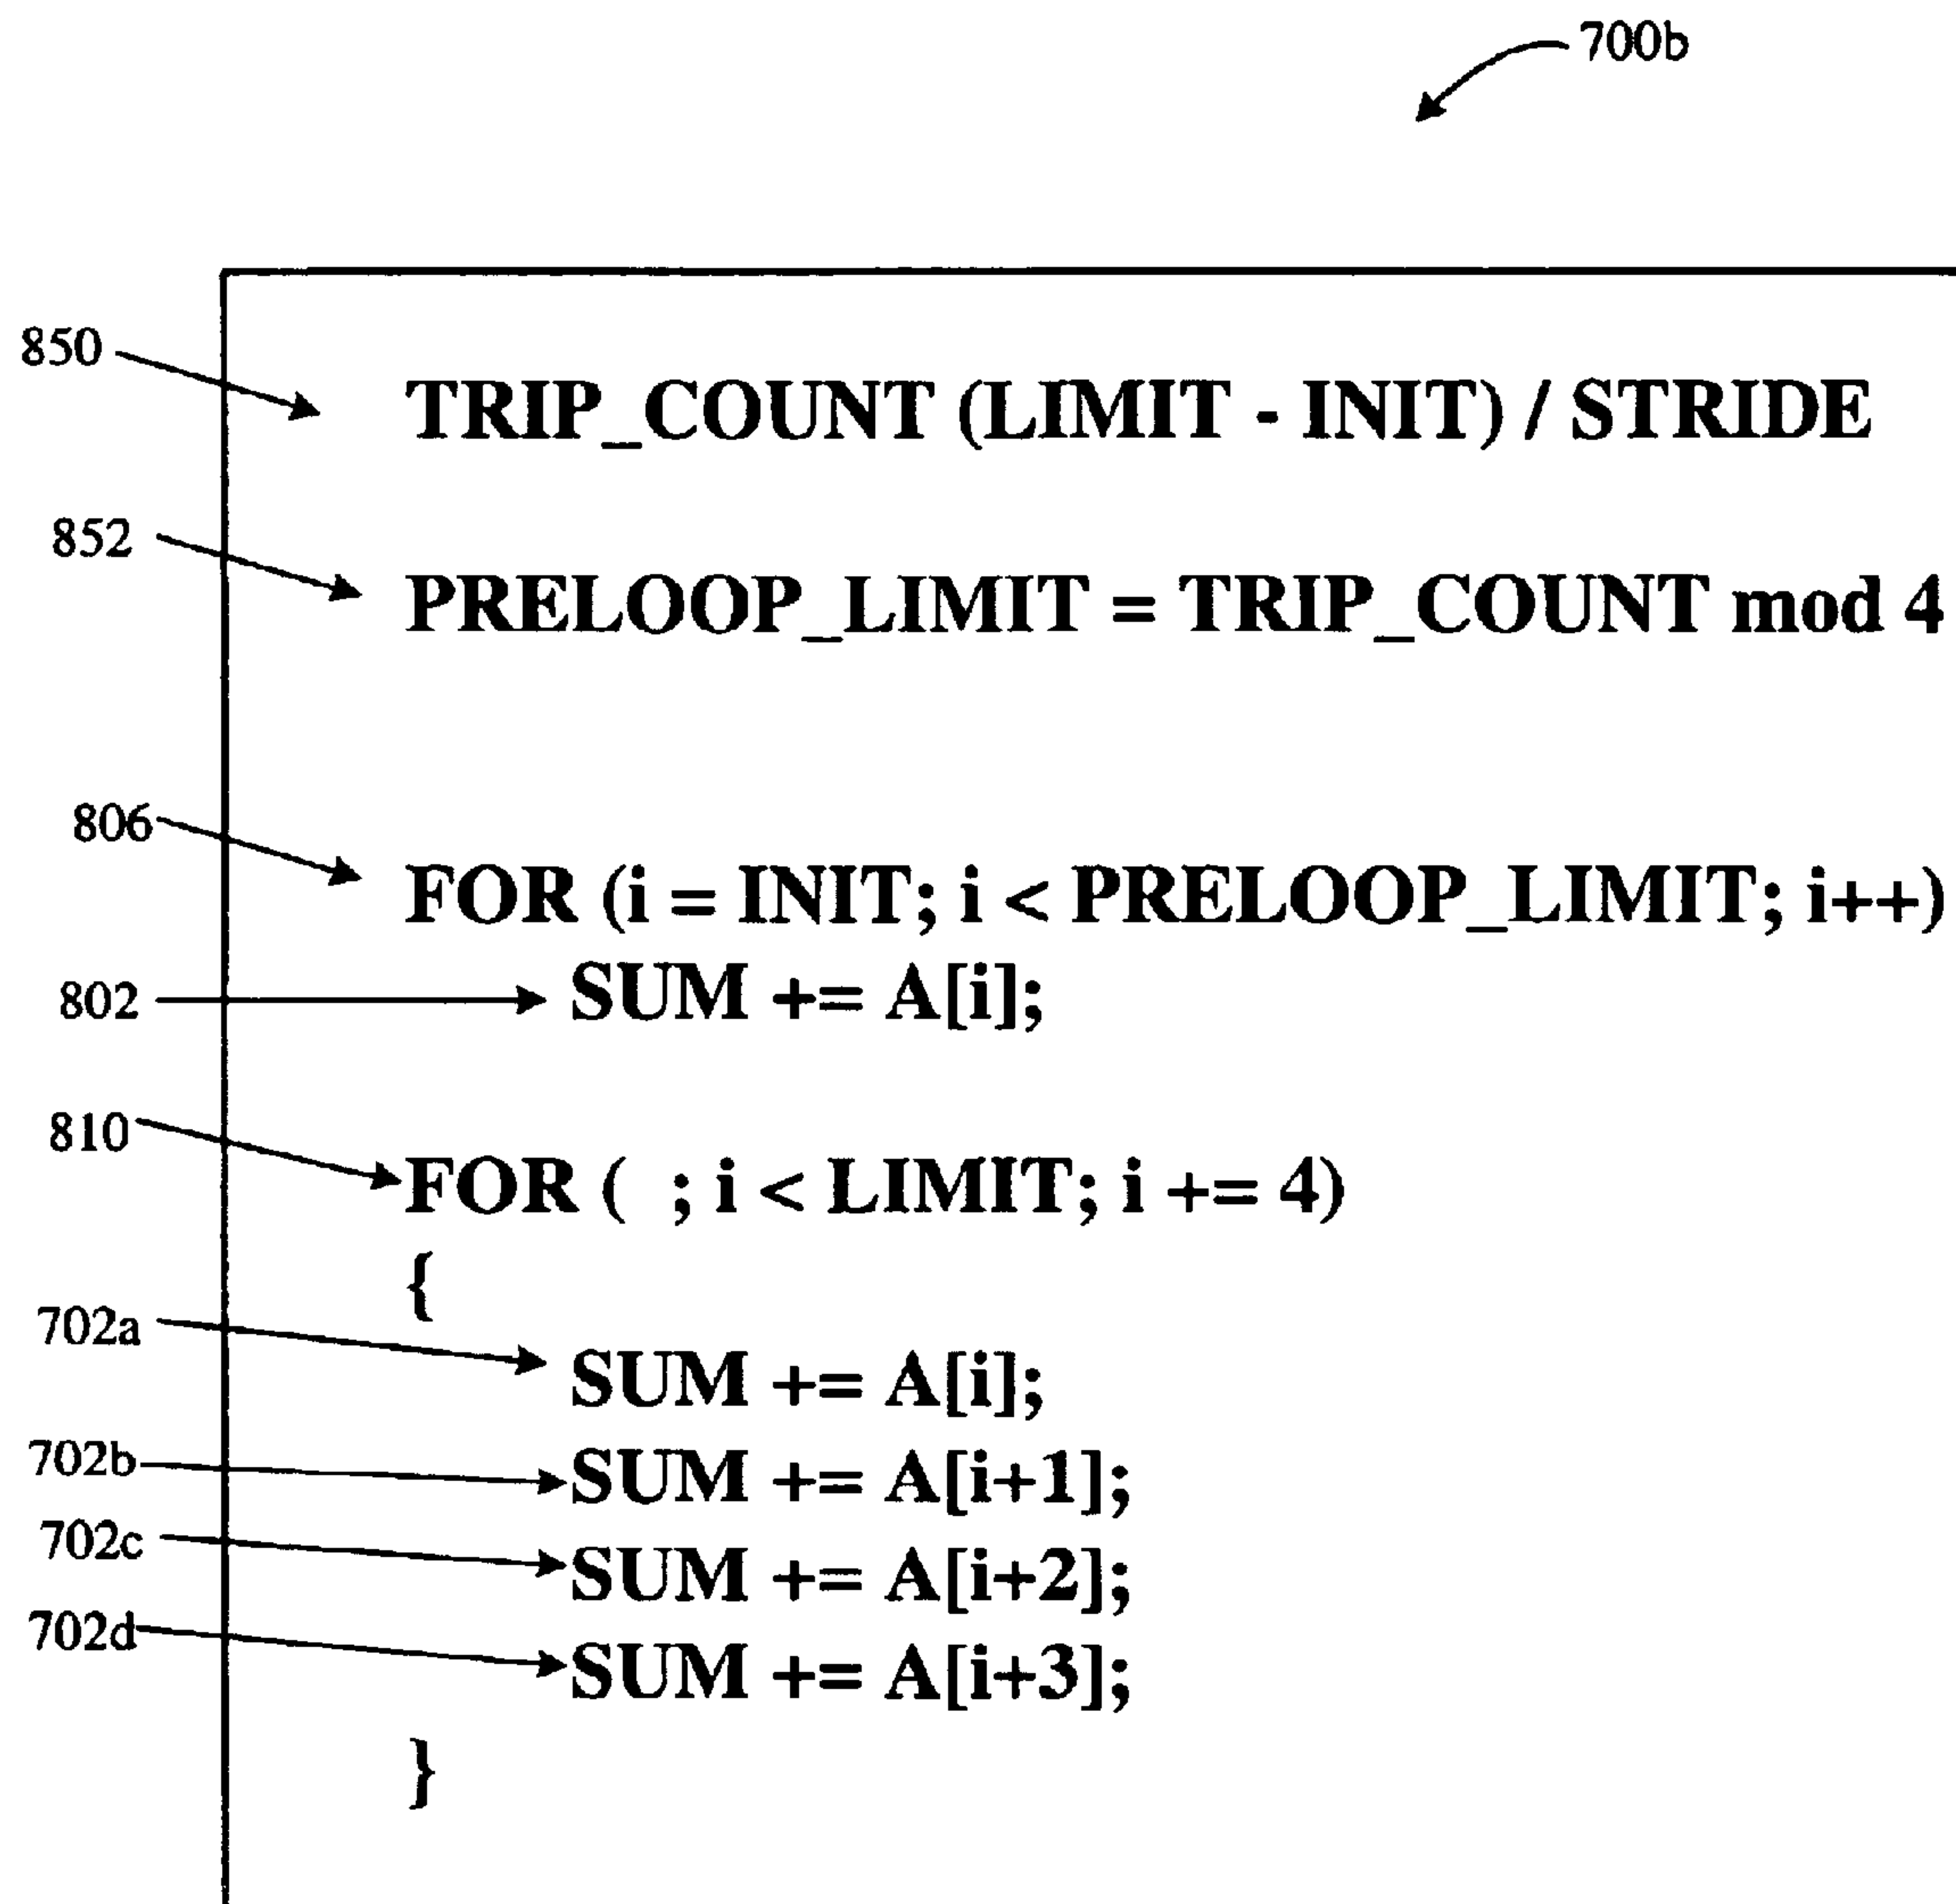 700b
850
TRIP_COUNT (LIMIT - INIT) / STRIDE
852
PRELOOP_LIMIT = TRIP_COUNT mod 4
806
FOR (i = INIT; i < PRELOOP_LIMIT; i++)
802
SUM += A[i];
810
FOR ( ; i < LIMIT; i += 4)
{
702a
SUM += A[i];
702b
SUM += A[i+1];
702c
SUM += A[i+2];
702d
SUM += A[i+3];
}